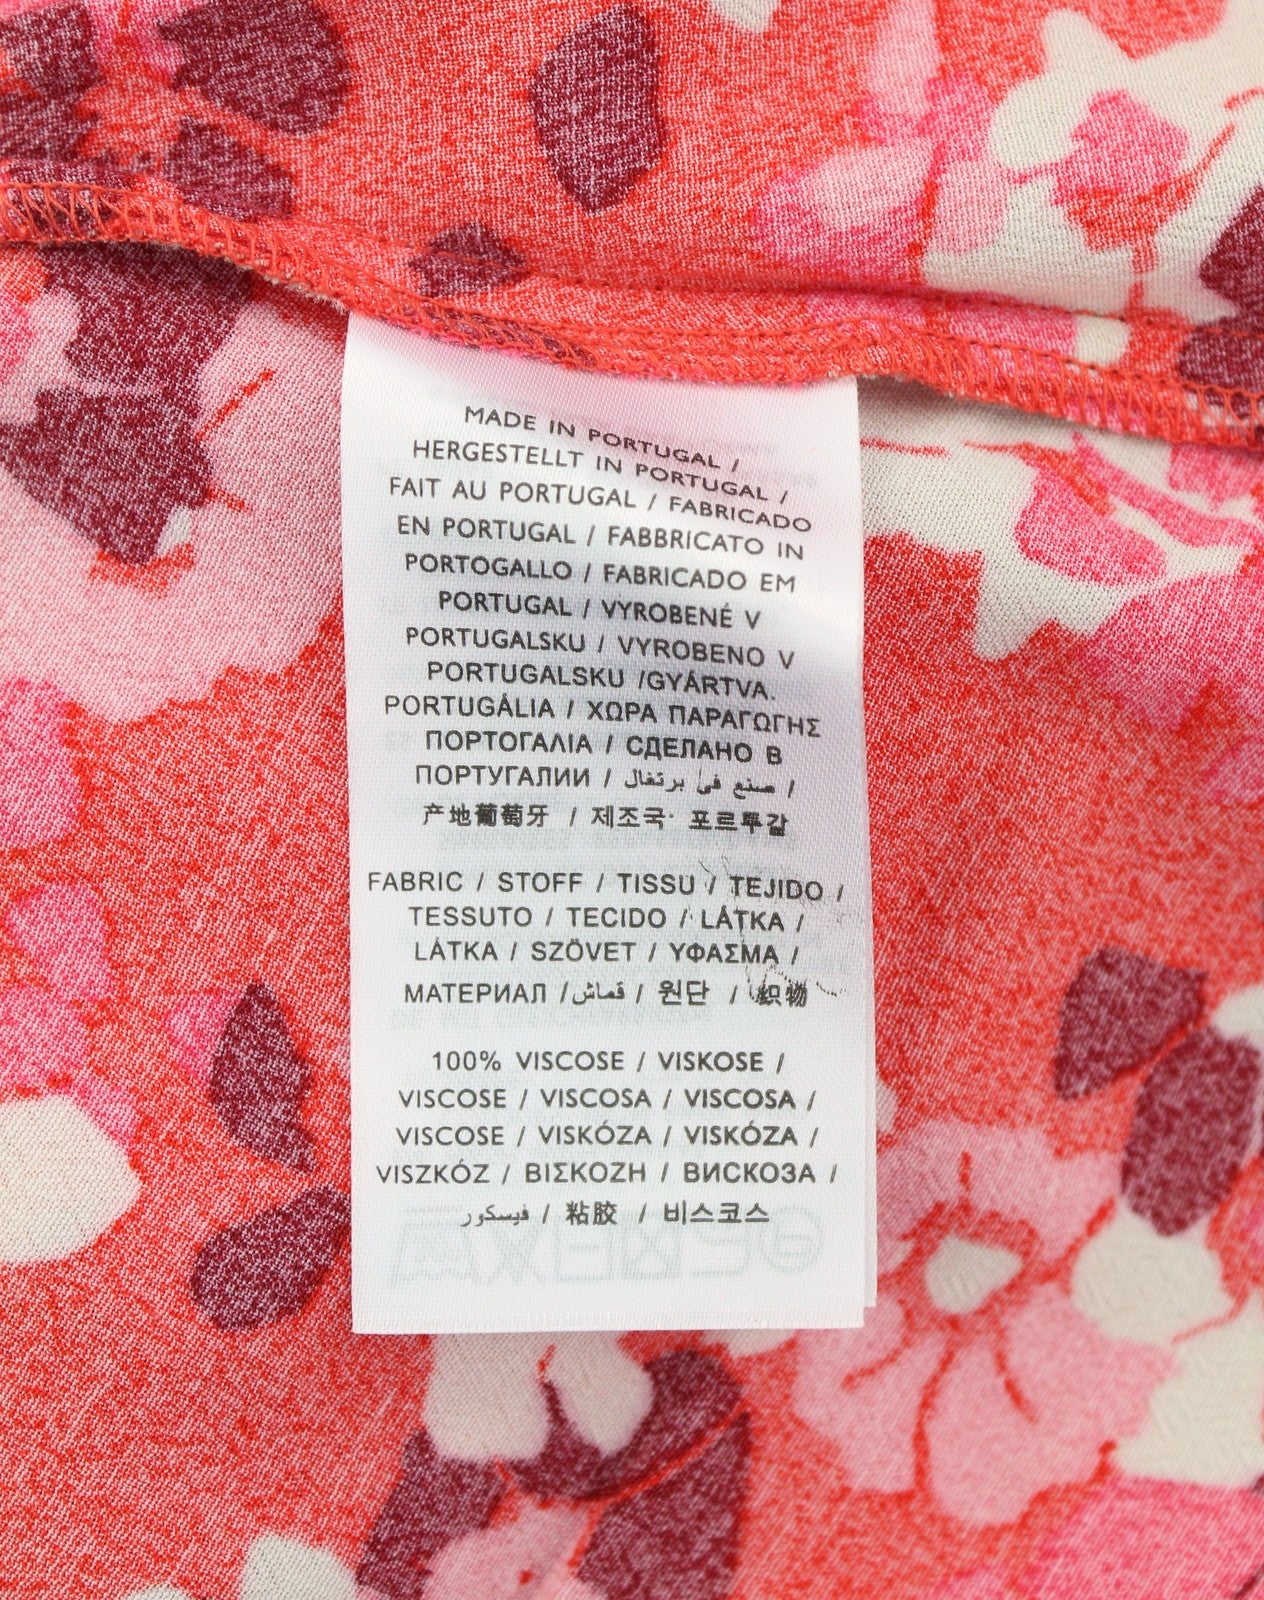 MADE IN PORTUGAL /
HERGESTELLT IN PORTUGAL /
FAIT AU PORTUGAL / FABRICADO
EN PORTUGAL / FABBRICATO IN
PORTOGALLO / FABRICADO EM
PORTUGAL / VYROBENÉ V
PORTUGALSKU / VYROBENO V
PORTUGALSKU /GYÁRTVA.
PORTUGÁLIA / ΧΩΡΑ ΠΑΡΑΓΩΓΗΣ
ΠΟΡΤΟΓΑΛΙΑ / СДЕЛАНО В
ПОРТУГАЛИИ / صنع في برتغال /
产地葡萄牙 / 제조국· 포르투갈
FABRIC / STOFF / TISSU / TEJIDO /
TESSUTO / TECIDO / LÁTKA /
LÁTKA / SZÖVET / ΥΦΑΣΜΑ /
МАТЕРИАЛ /قماش / 원단 / 织物
100% VISCOSE / VISKOSE /
VISCOSE / VISCOSA / VISCOSA /
VISCOSE / VISKÓZA / VISKÓZA /
VISZKÓZ / ΒΙΣΚΟΖΗ / ВИСКОЗА /
فيسكور / 粘胶 / 비스코스